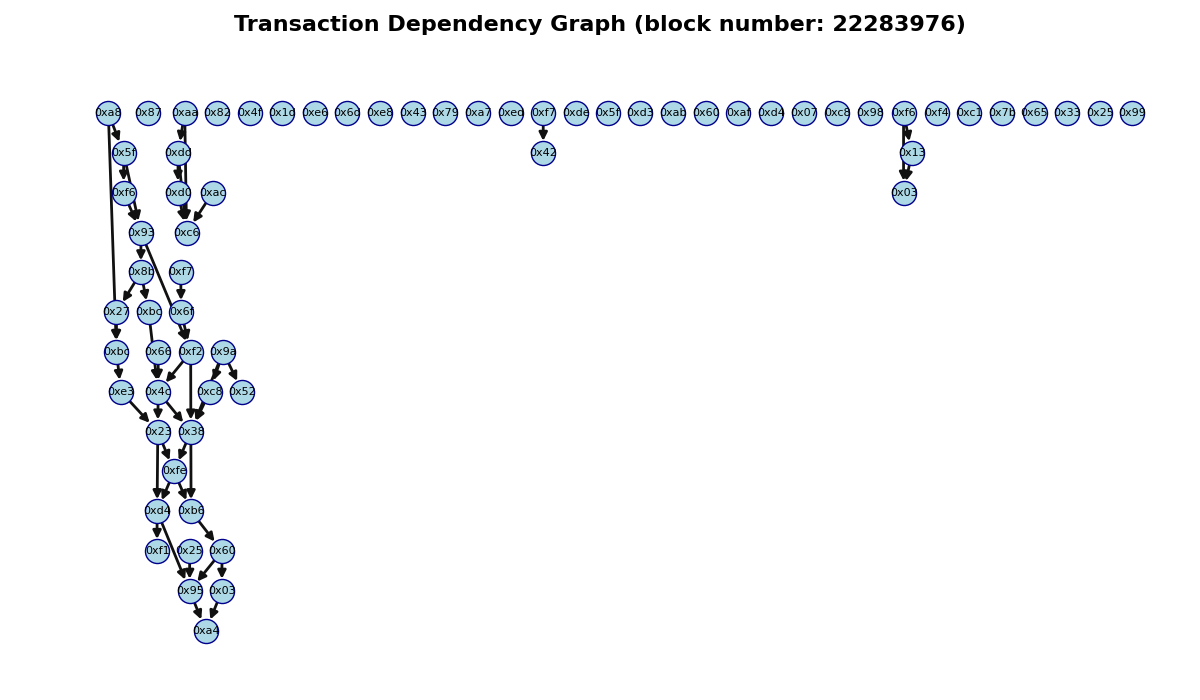 Transaction Dependency Graph (block number: 22283976)
0xa8 0x87 0xaa 0x82 0x4f 0x1d 0xe6 0x6c 0xe8 0x43 0x79 0xa7 0xed 0xf7 0xde 0x5f 0xd3 0xab 0x60 0xaf 0xd4 0x07 0xc8 0x98 0xf6 0xf4 0xc1 0x7b 0x65 0x33 0x25 0x99
0x5f 0xdd 0x42 0x13
0xf6 0xd0 0xac 0x03
0x93 0xc6
0x8b 0xf7
0x27 0xbc 0x6f
0xbc 0x66 0xf2 0x9a
0xe3 0x4c 0xc8 0x52
0x23 0x38
0xfe
0xd4 0xb6
0xf1 0x25 0x60
0x95 0x03
0xa4